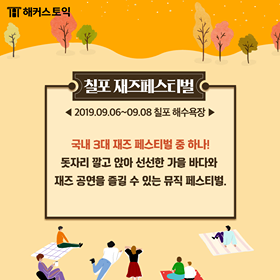 해커스 토익
칠포 재즈페스티벌
◀ 2019.09.06~09.08 칠포 해수욕장 ▶
국내 3대 재즈 페스티벌 중 하나!
돗자리 깔고 앉아 선선한 가을 바다와
재즈 공연을 즐길 수 있는 뮤직 페스티벌.